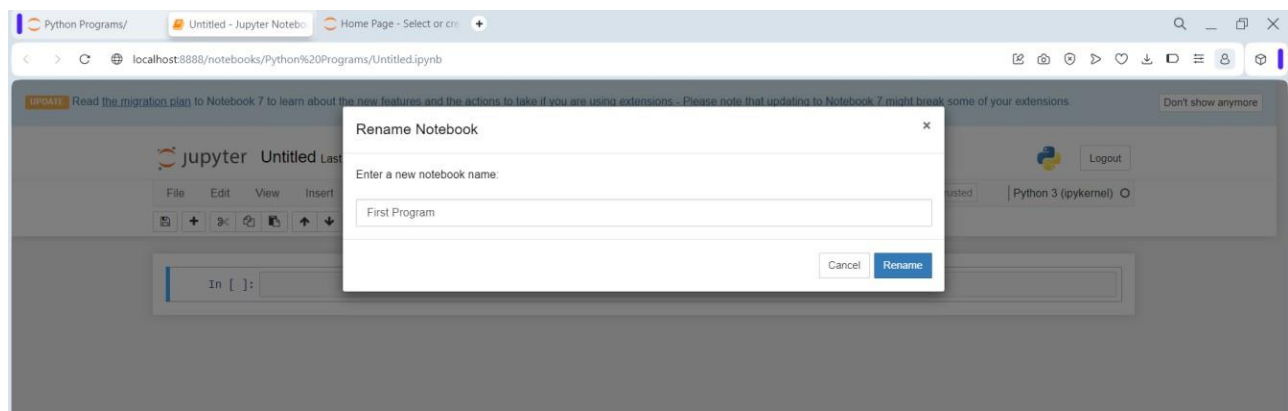 Python Programs/
Untitled - Jupyter Notebo
Home Page - Select or cre
localhost:8888/notebooks/Python%20Programs/Untitled.ipynb
UPDATE Read the migration plan to Notebook 7 to learn about the new features and the actions to take if you are using extensions - Please note that updating to Notebook 7 might break some of your extensions.
Don't show anymore
Rename Notebook
×
Enter a new notebook name:
First Program
Cancel Rename
jupyter Untitled Last
Logout
File Edit View Insert
usted
Python 3 (ipykernel)
In [ ]: